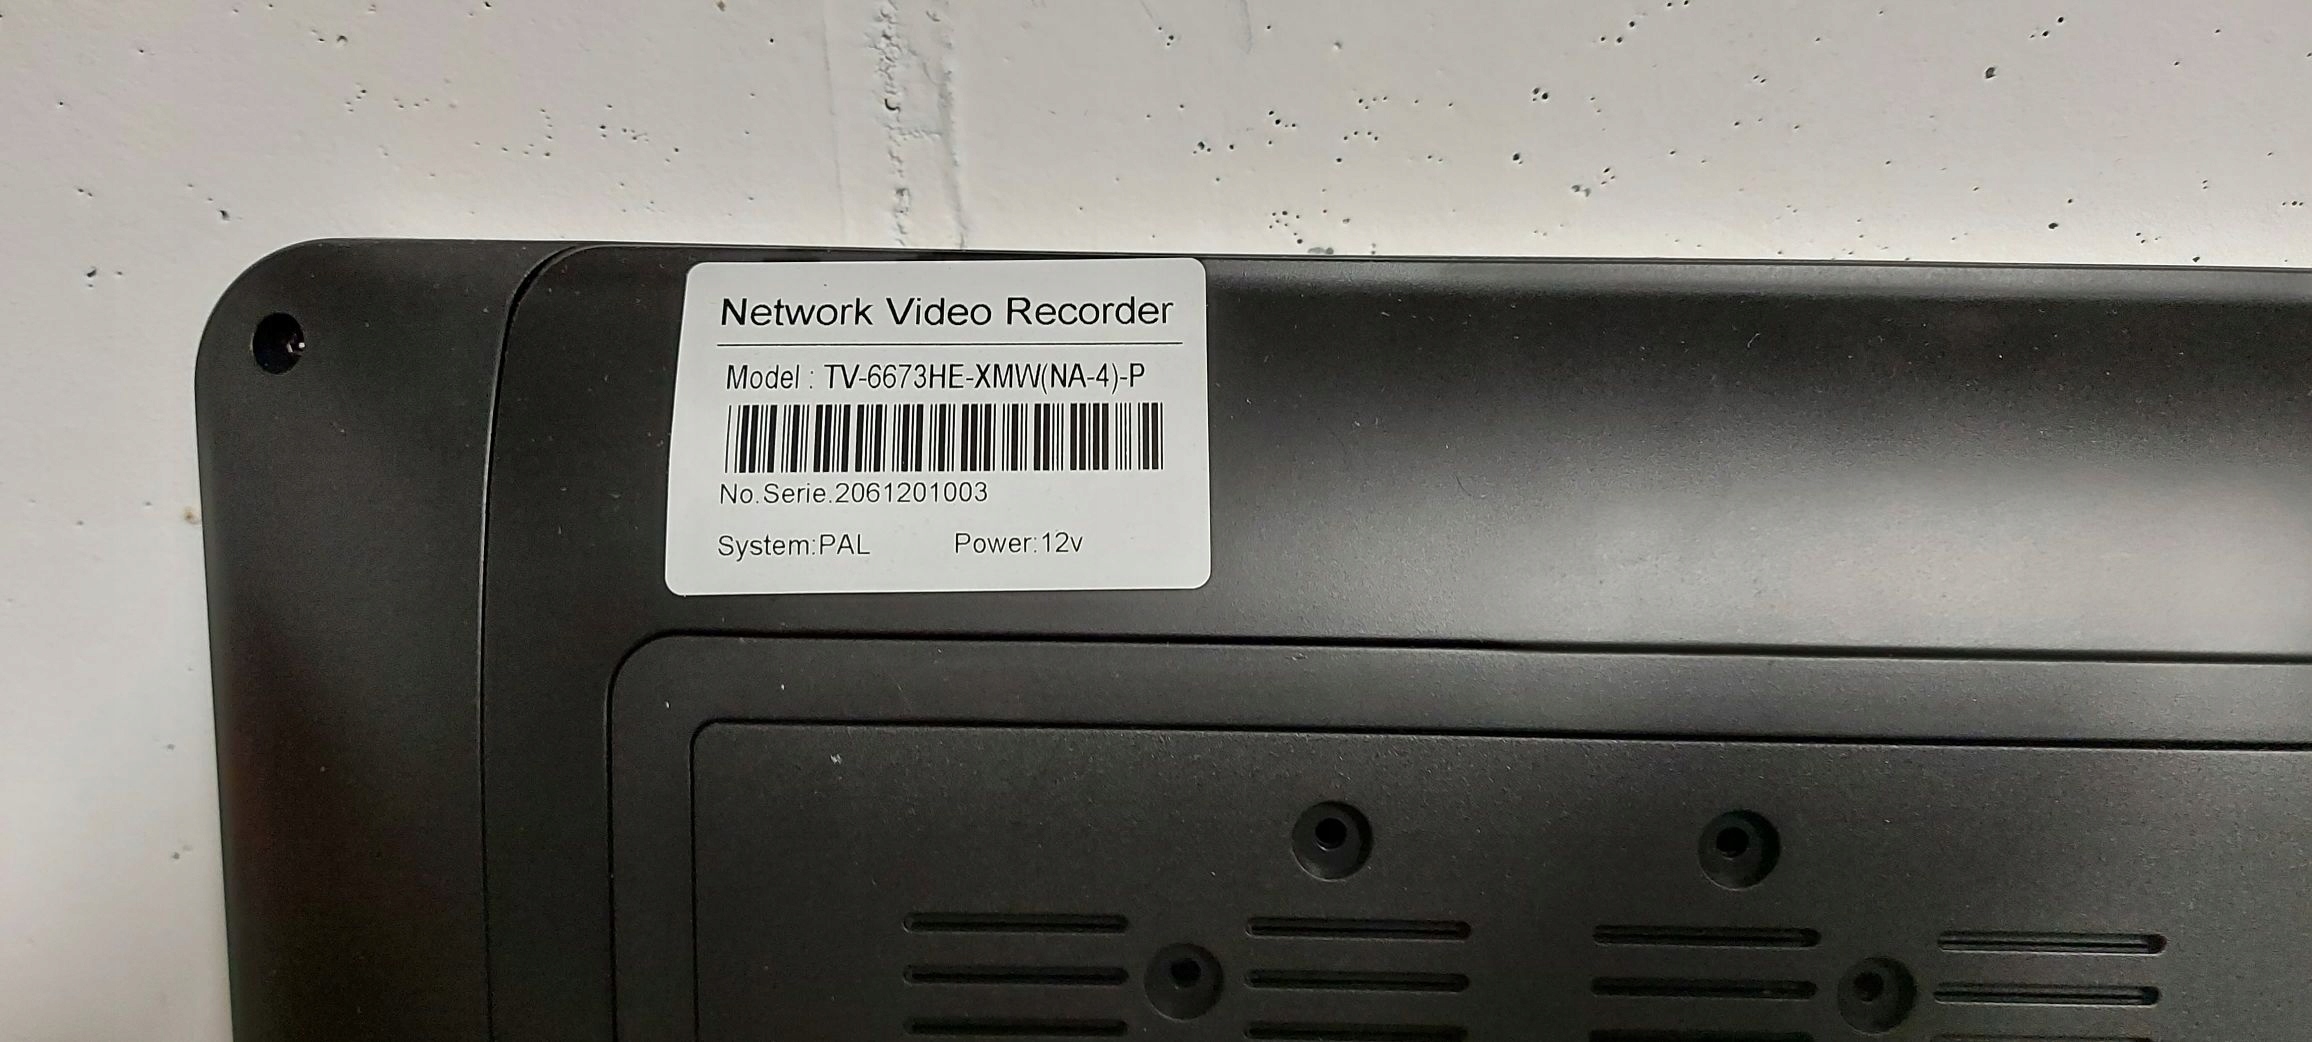 Network Video Recorder
Model : TV-6673HE-XMW(NA-4)-P
No.Serie.2061201003
System:PAL Power:12v